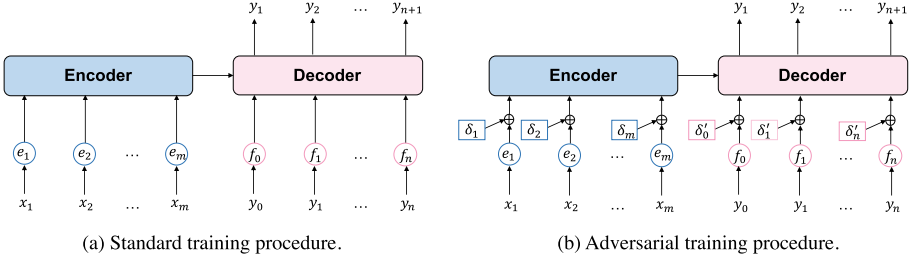 y₁ y₂ … yₙ₊₁
Encoder Decoder
e₁ e₂ … eₘ f₀ f₁ … fₙ
x₁ x₂ … xₘ y₀ y₁ … yₙ
(a) Standard training procedure.
y₁ y₂ … yₙ₊₁
Encoder Decoder
δ₁ δ₂ δₘ δ′₀ δ′₁ δ′ₙ
e₁ e₂ … eₘ f₀ f₁ … fₙ
x₁ x₂ … xₘ y₀ y₁ … yₙ
(b) Adversarial training procedure.